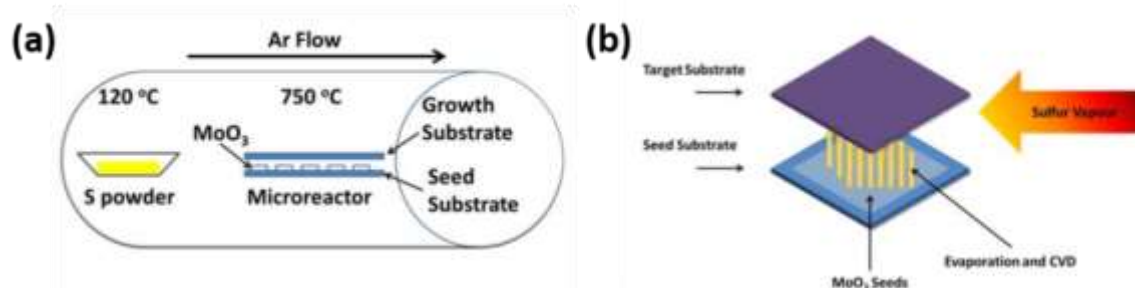 (a)
Ar Flow
120 °C
750 °C
Growth
Substrate
MoO₃
S powder
Microreactor
Seed
Substrate
(b)
Target Substrate
Sulfur Vapour
Seed Substrate
Evaporation and CVD
MoO₃ Seeds